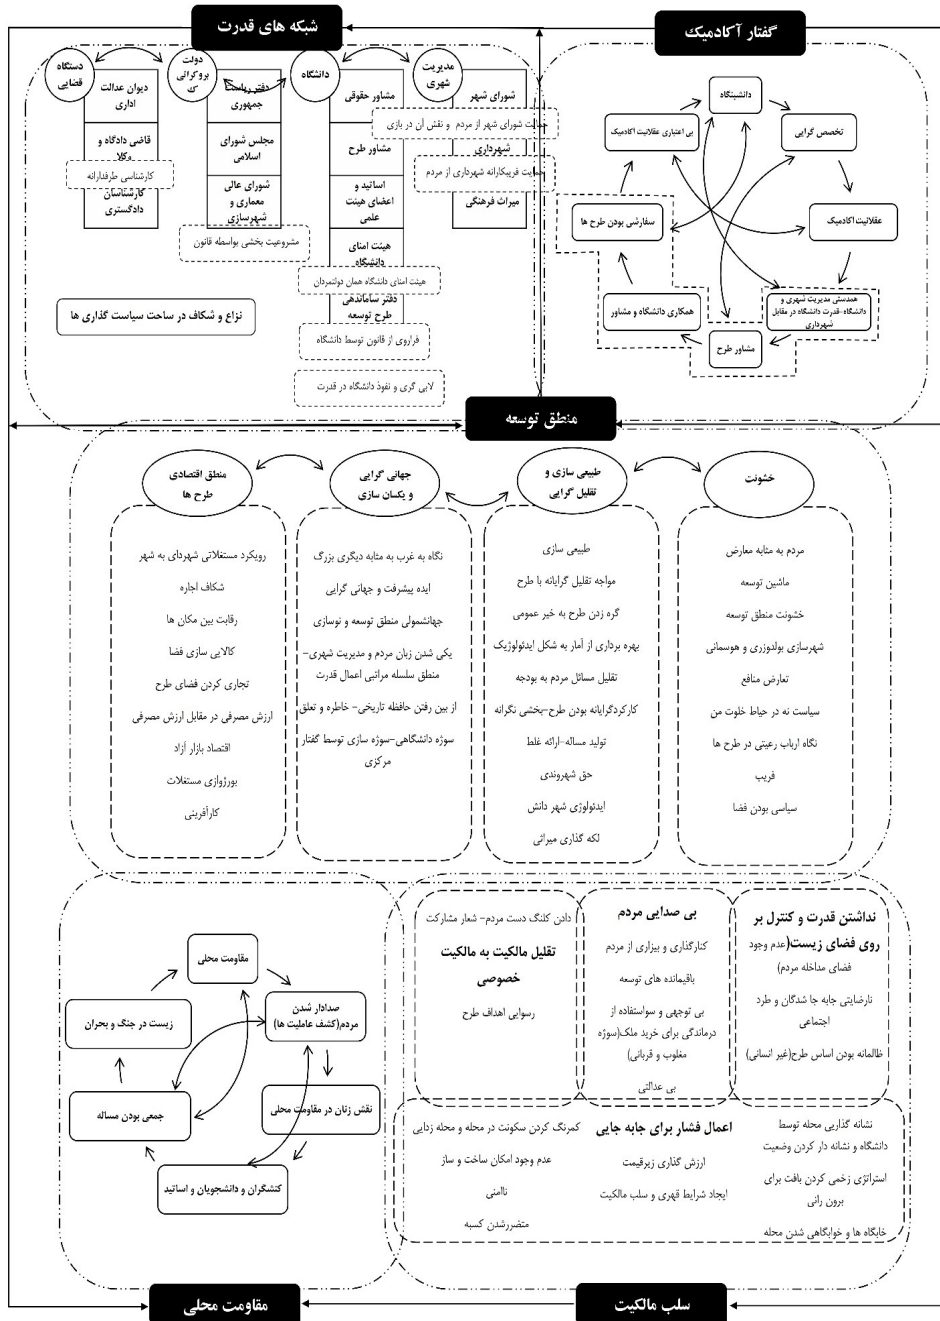 گفتار آکادمیک
دانشینگاه
تخصص گرایی
عقلانیت اکادمیک
همدستی مدیریت شهری و
دانشگاه-قدرت دانشگاه در مقابل
شهرداری
مشاور طرح
همکاری دانشگاه و مشاور
سفارشی بودن طرح ها
بی اعتباری عقلانیت اکادمیک
شبکه های قدرت
مدیریت
شهری
شورای شهر
حمایت شورای شهر از مردم و نقش آن در بازی
شهرداری
حمایت فریبکارانه شهرداری از مردم
میراث فرهنگی
دانشگاه
مشاور حقوقی
مشاور طرح
اساتید و
اعضای هیئت
علمی
هیئت امنای
دانشگاه
هیئت امنای دانشگاه همان دولتمردان
دفتر ساماندهی
طرح توسعه
فراروی از قانون توسط دانشگاه
لابی گری و نفوذ دانشگاه در قدرت
دولت
بروکراتی
ک
دفتر ریاست
جمهوری
مجلس شورای
اسلامی
شورای عالی
معماری و
شهرسازی
مشروعیت بخشی بواسطه قانون
دستگاه
قضایی
دیوان عدالت
اداری
قاضی دادگاه و
وکلا
کارشناسی طرفدارانه
کارشناسان
دادگستری
نزاع و شکاف در ساحت سیاست گذاری ها
منطق توسعه
خشونت
مردم به مثابه معارض
ماشین توسعه
خشونت منطق توسعه
شهرسازی بولدوزری و هوسمانی
تعارض منافع
سیاست نه در حیاط خلوت من
نگاه ارباب رعیتی در طرح ها
فریب
سیاسی بودن فضا
طبیعی سازی و
تقلیل گرایی
طبیعی سازی
مواجه تقلیل گرایانه با طرح
گره زدن طرح به خیر عمومی
بهره برداری از آمار به شکل ایدئولوژیک
تقلیل مسائل مردم به بودجه
کارکردگرایانه بودن طرح-بخشی نگرانه
تولید مساله-ارائه غلط
حق شهروندی
ایدئولوژی شهر دانش
لکه گذاری میراثی
جهانی گرایی
و یکسان سازی
نگاه به غرب به مثابه دیگری بزرگ
ایده پیشرفت و جهانی گرایی
جهانشمولی منطق توسعه و نوسازی
یکی شدن زبان مردم و مدیریت شهری-
منطق سلسله مراتبی اعمال قدرت
از بین رفتن حافظه تاریخی- خاطره و تعلق
سوژه دانشگاهی-سوژه سازی توسط گفتار
مرکزی
منطق اقتصادی
طرح ها
رویکرد مستغلاتی شهردای به شهر
شکاف اجاره
رقابت بین مکان ها
کالایی سازی فضا
تجاری کردن فضای طرح
ارزش مصرفی در مقابل ارزش مصرفی
اقتصاد بازار آزاد
بورژوازی مستغلات
کارآفرینی
نداشتن قدرت و کنترل بر
روی فضای زیست(عدم وجود
فضای مداخله مردم)
نارضایتی جابه جا شدگان و طرد
اجتماعی
ظالمانه بودن اساس طرح(غیر انسانی)
بی صدایی مردم
کنارگذاری و بیزاری از مردم
باقیمانده های توسعه
بی توجهی و سواستفاده از
درماندگی برای خرید ملک(سوژه
مغلوب و قربانی)
بی عدالتی
دادن کلنگ دست مردم- شعار مشارکت
تقلیل مالکیت به مالکیت
خصوصی
رسوایی اهداف طرح
نشانه گذاریی محله توسط
دانشگاه و نشانه دار کردن وضعیت
استراتژی زخمی کردن بافت برای
برون رانی
خابگاه ها و خوابگاهی شدن محله
اعمال فشار برای جابه جایی
ارزش گذاری زیرقیمت
ایجاد شرایط قهری و سلب مالکیت
کمرنگ کردن سکونت در محله و محله زدایی
عدم وجود امکان ساخت و ساز
ناامنی
متضررشدن کسبه
سلب مالکیت
مقاومت محلی
صدادار شدن
مردم,(کشف عاملیت ها)
نقش زنان در مقاومت محلی
کنشگران و دانشجویان و اساتید
جمعی بودن مساله
زیست در جنگ و بحران
مقاومت محلی